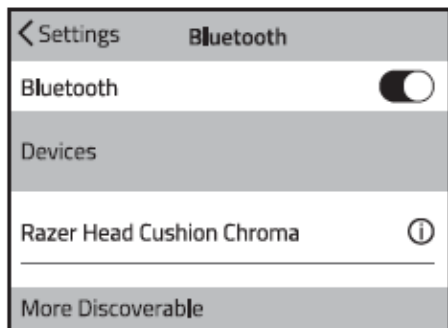 Settings Bluetooth
Bluetooth
Devices
Razer Head Cushion Chroma
More Discoverable